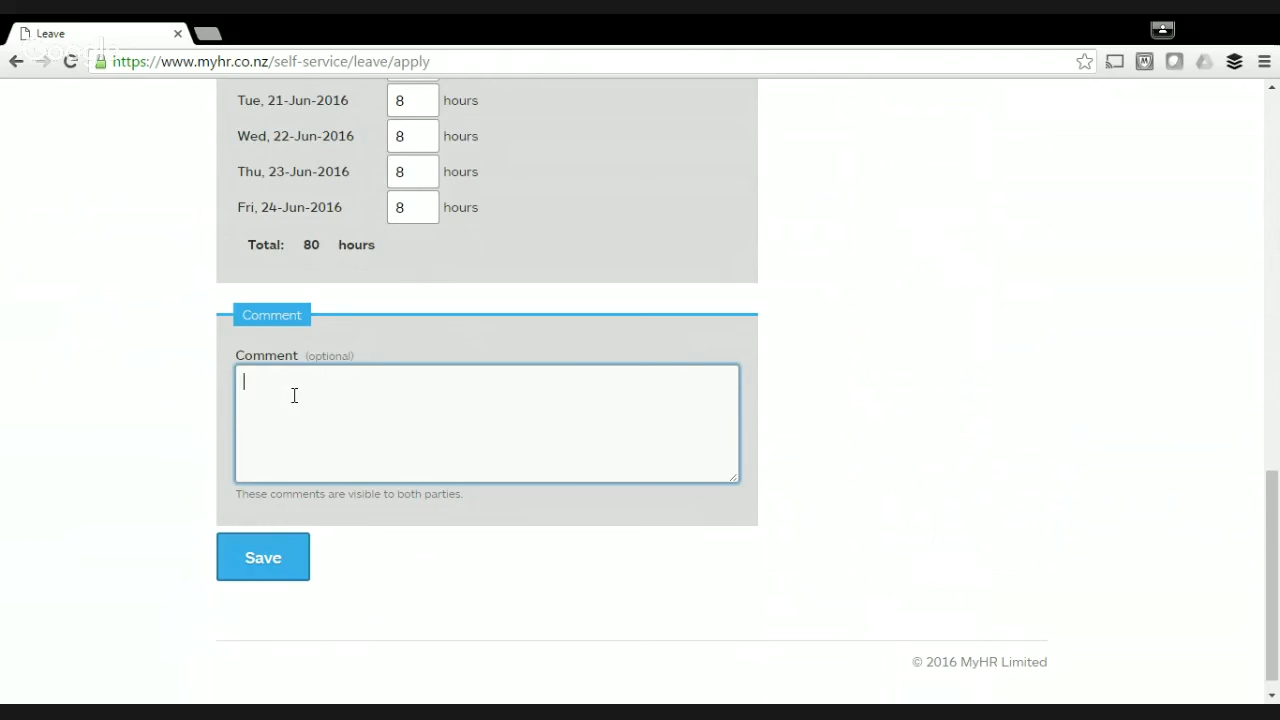 Leave
https://www.myhr.co.nz/self-service/leave/apply
Tue, 21-Jun-2016 8 hours
Wed, 22-Jun-2016 8 hours
Thu, 23-Jun-2016 8 hours
Fri, 24-Jun-2016 8 hours
Total: 80 hours
Comment
Comment (optional)
These comments are visible to both parties.
Save
© 2016 MyHR Limited